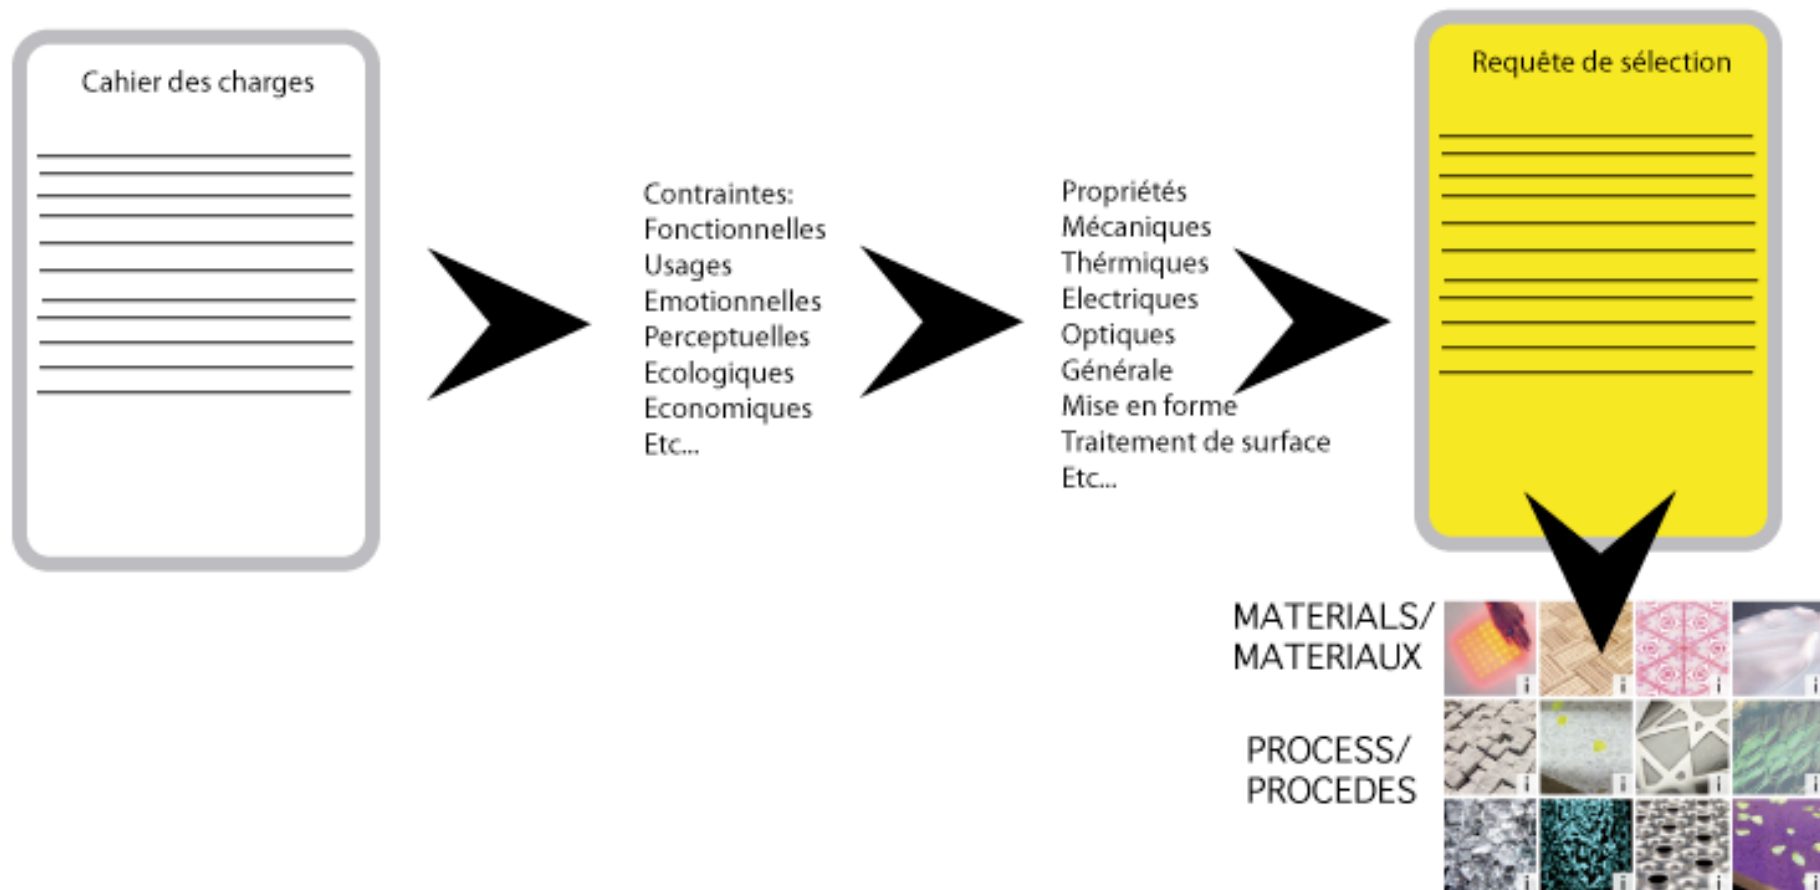 Cahier des charges
Contraintes:
Fonctionnelles
Usages
Emotionnelles
Perceptuelles
Ecologiques
Economiques
Etc...
Propriétés
Mécaniques
Thérmiques
Electriques
Optiques
Générale
Mise en forme
Traitement de surface
Etc...
Requête de sélection
MATERIALS/
MATERIAUX
PROCESS/
PROCEDES
i
i
i
i
i
i
i
i
i
i
i
i